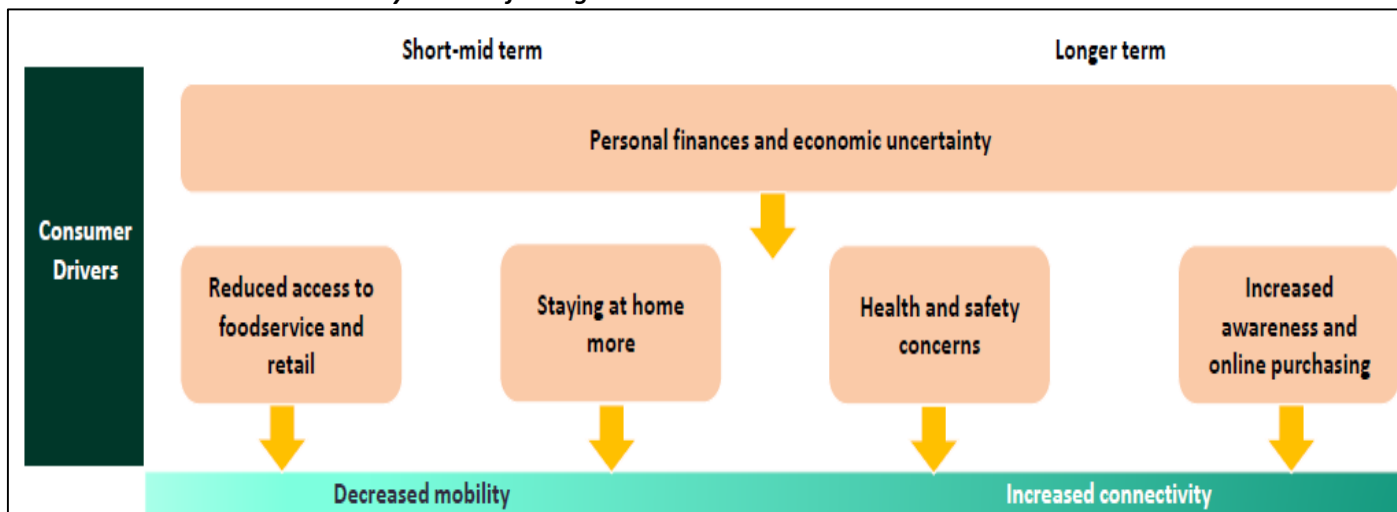 Short-mid term
Longer term
Personal finances and economic uncertainty
Consumer
Drivers
Reduced access to
foodservice and
retail
Staying at home
more
Health and safety
concerns
Increased
awareness and
online purchasing
Decreased mobility
Increased connectivity